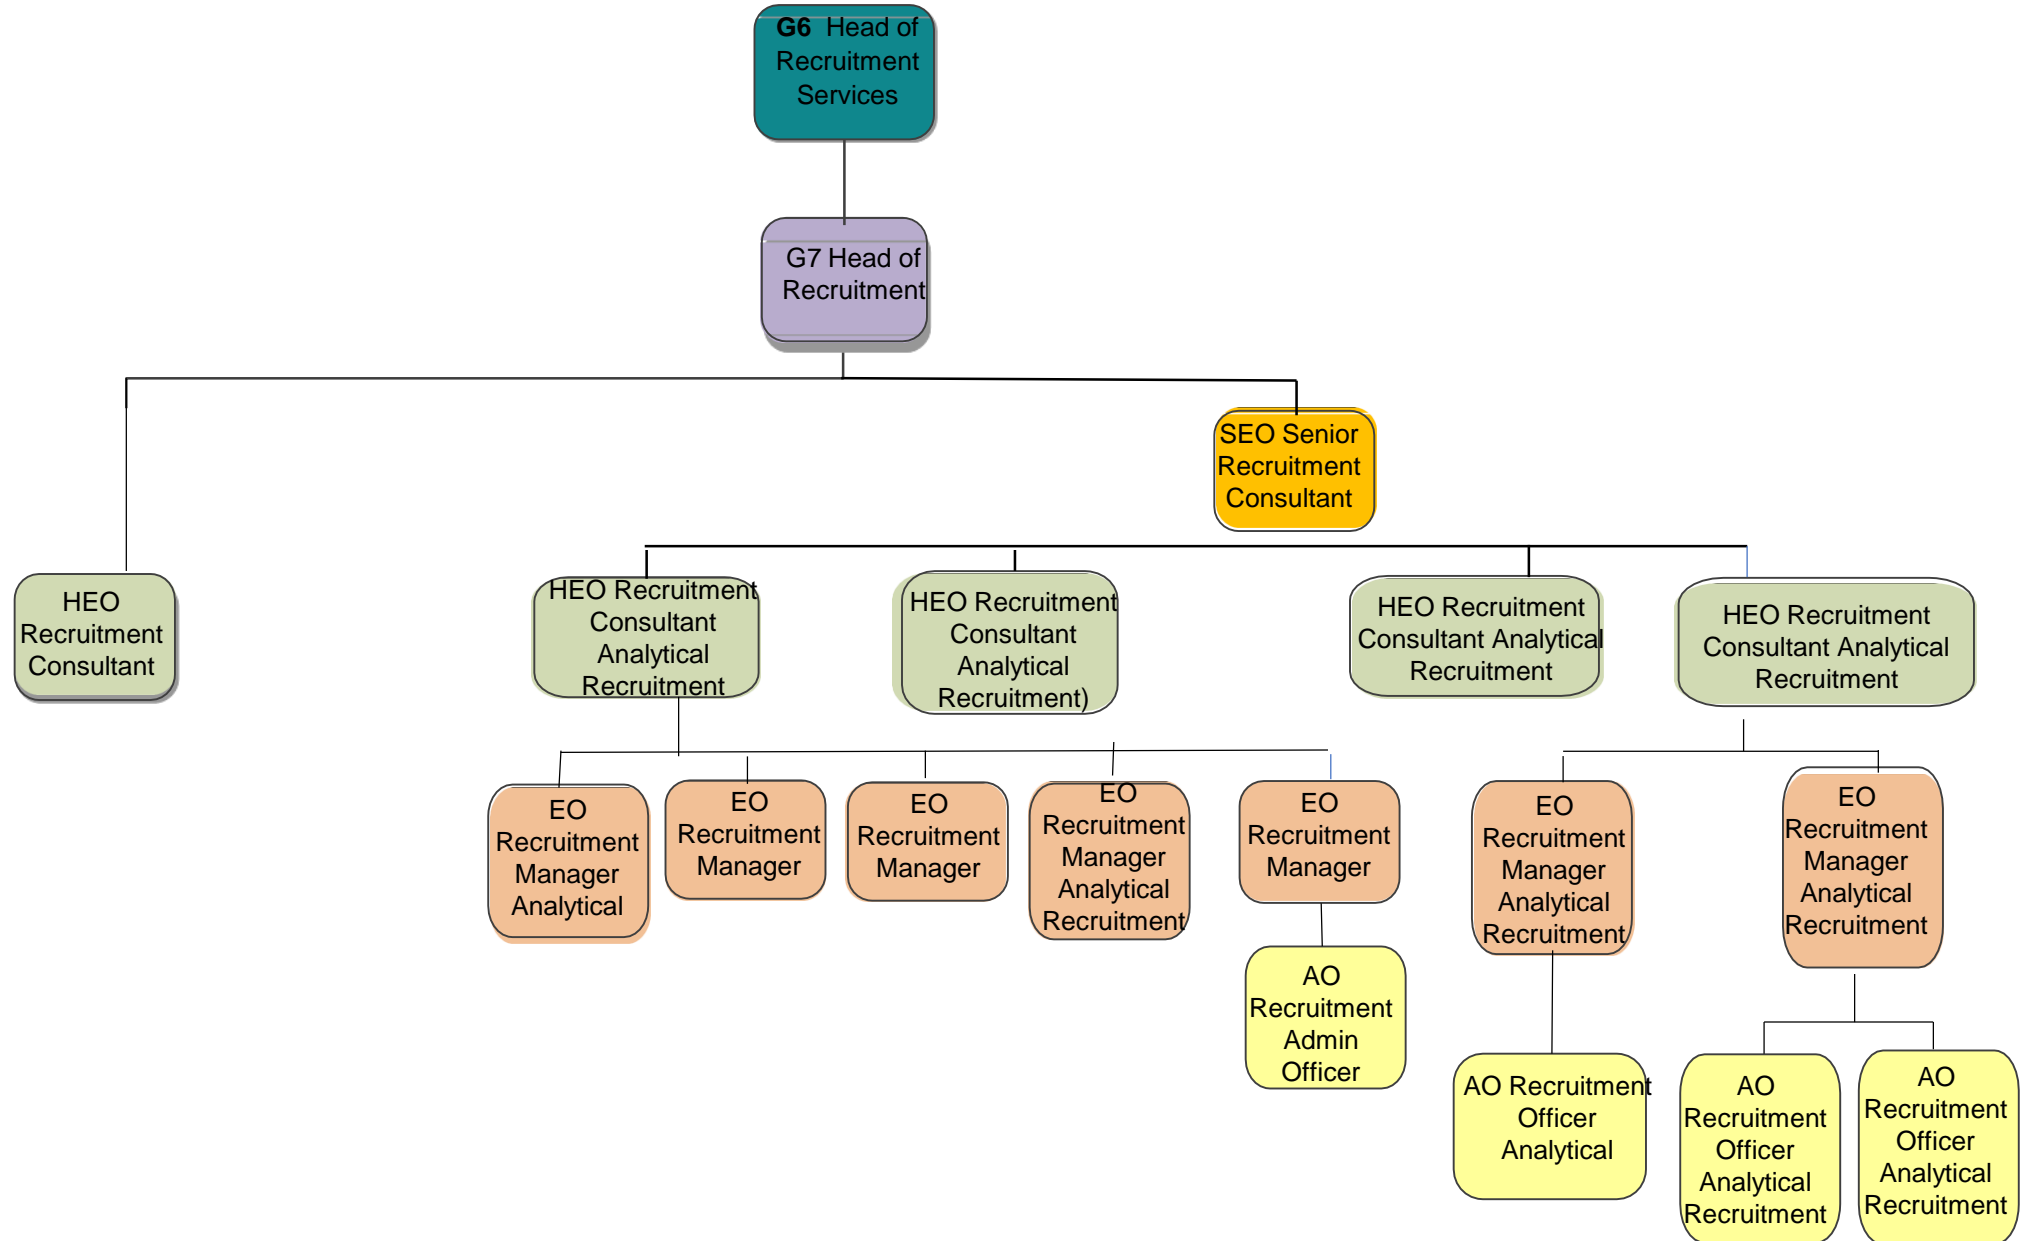 G6 Head of
Recruitment
Services
G7 Head of
Recruitment
SEO Senior
Recruitment
Consultant
HEO
Recruitment
Consultant
HEO Recruitment
Consultant
Analytical
Recruitment
HEO Recruitment
Consultant
Analytical
Recruitment)
HEO Recruitment
Consultant Analytical
Recruitment
HEO Recruitment
Consultant Analytical
Recruitment
EO
Recruitment
Manager
Analytical
EO
Recruitment
Manager
EO
Recruitment
Manager
EO
Recruitment
Manager
Analytical
Recruitment
EO
Recruitment
Manager
EO
Recruitment
Manager
Analytical
Recruitment
EO
Recruitment
Manager
Analytical
Recruitment
AO
Recruitment
Admin
Officer
AO Recruitment
Officer
Analytical
AO
Recruitment
Officer
Analytical
Recruitment
AO
Recruitment
Officer
Analytical
Recruitment